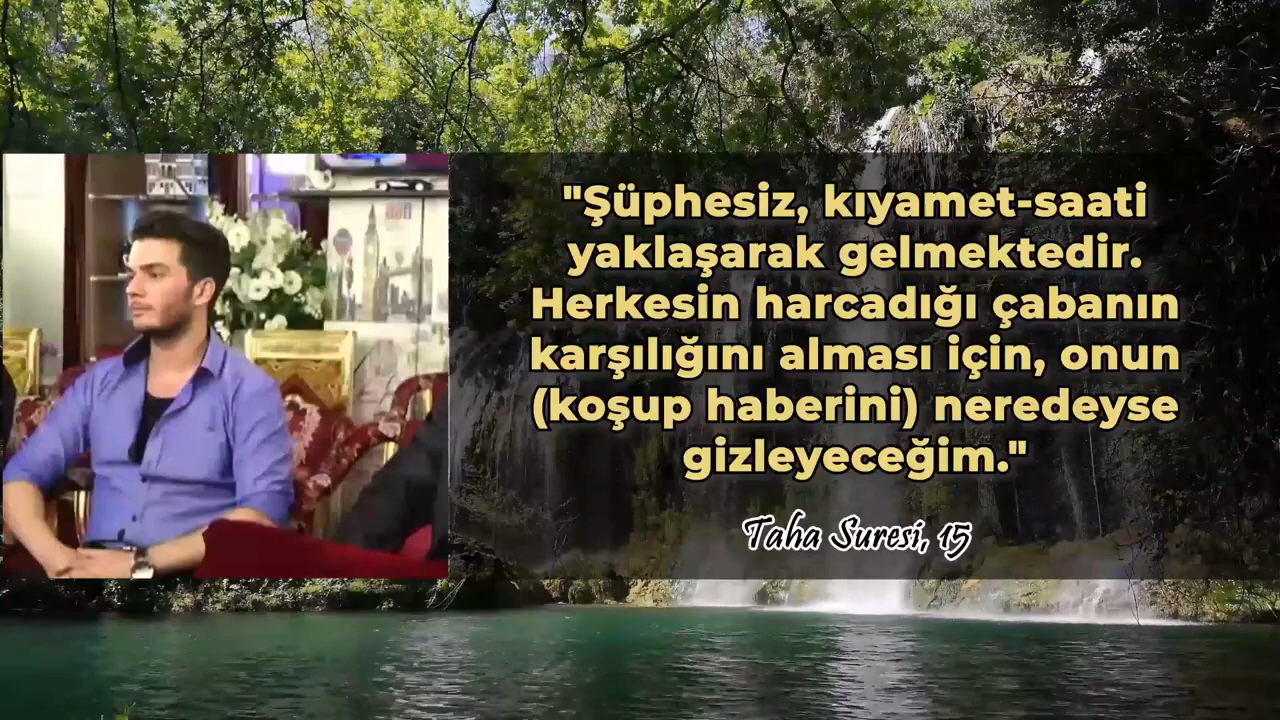 "Şüphesiz, kıyamet-saati
yaklaşarak gelmektedir.
Herkesin harcadığı çabanın
karşılığını alması için, onun
(koşup haberini) neredeyse
gizleyeceğim."
Taha Suresi, 15